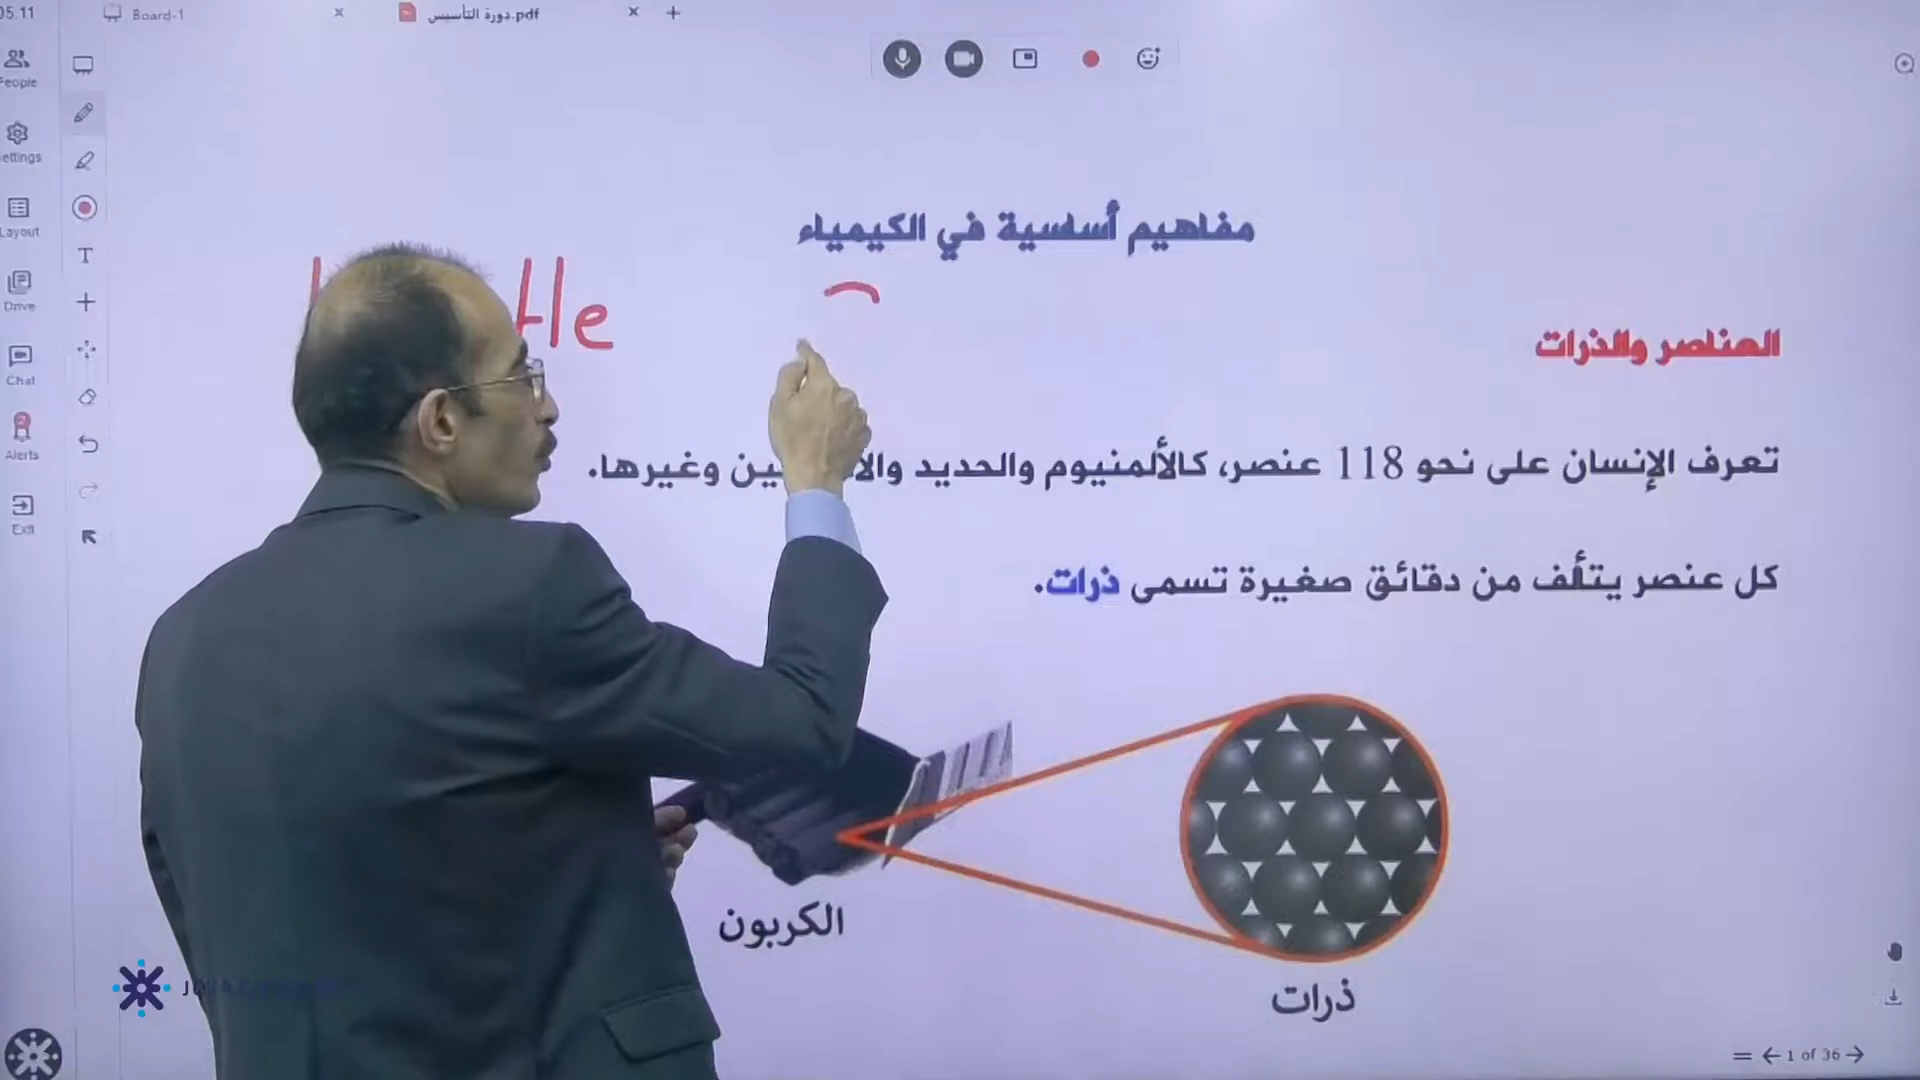 05.11
Board-1
دورة التأسيس.pdf
People
Settings
Layout
Drive
Chat
Alerts
Exit
T
مفاهيم أساسية في الكيمياء
He
العناصر والذرات
تعرف الإنسان على نحو 118 عنصر، كالألمنيوم والحديد وغيرها.
كل عنصر يتألف من دقائق صغيرة تسمى ذرات.
الكربون
ذرات
1 of 36